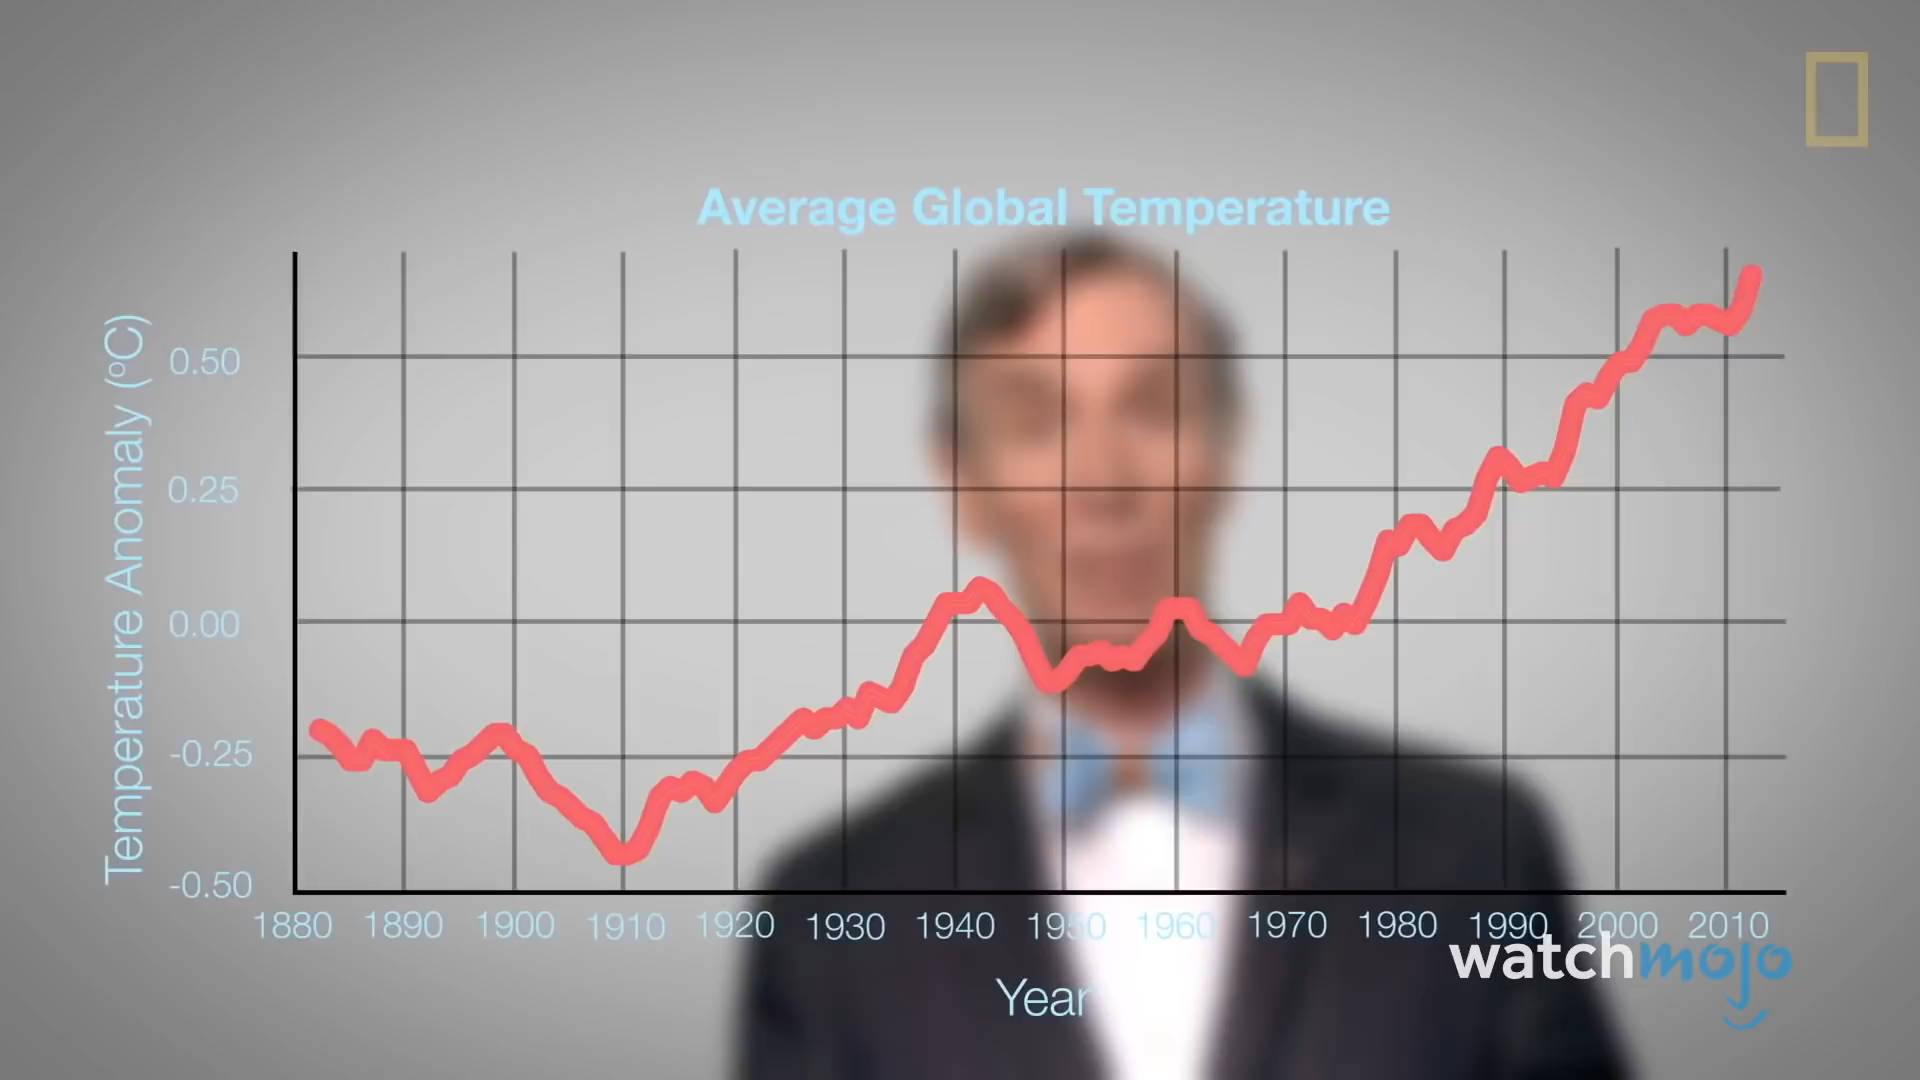 Average Global Temperature
Temperature Anomaly (ºC)
0.50
0.25
0.00
-0.25
-0.50
1880 1890 1900 1910 1920 1930 1940 1950 1960 1970 1980 1990 2000 2010
Year
watchmojo